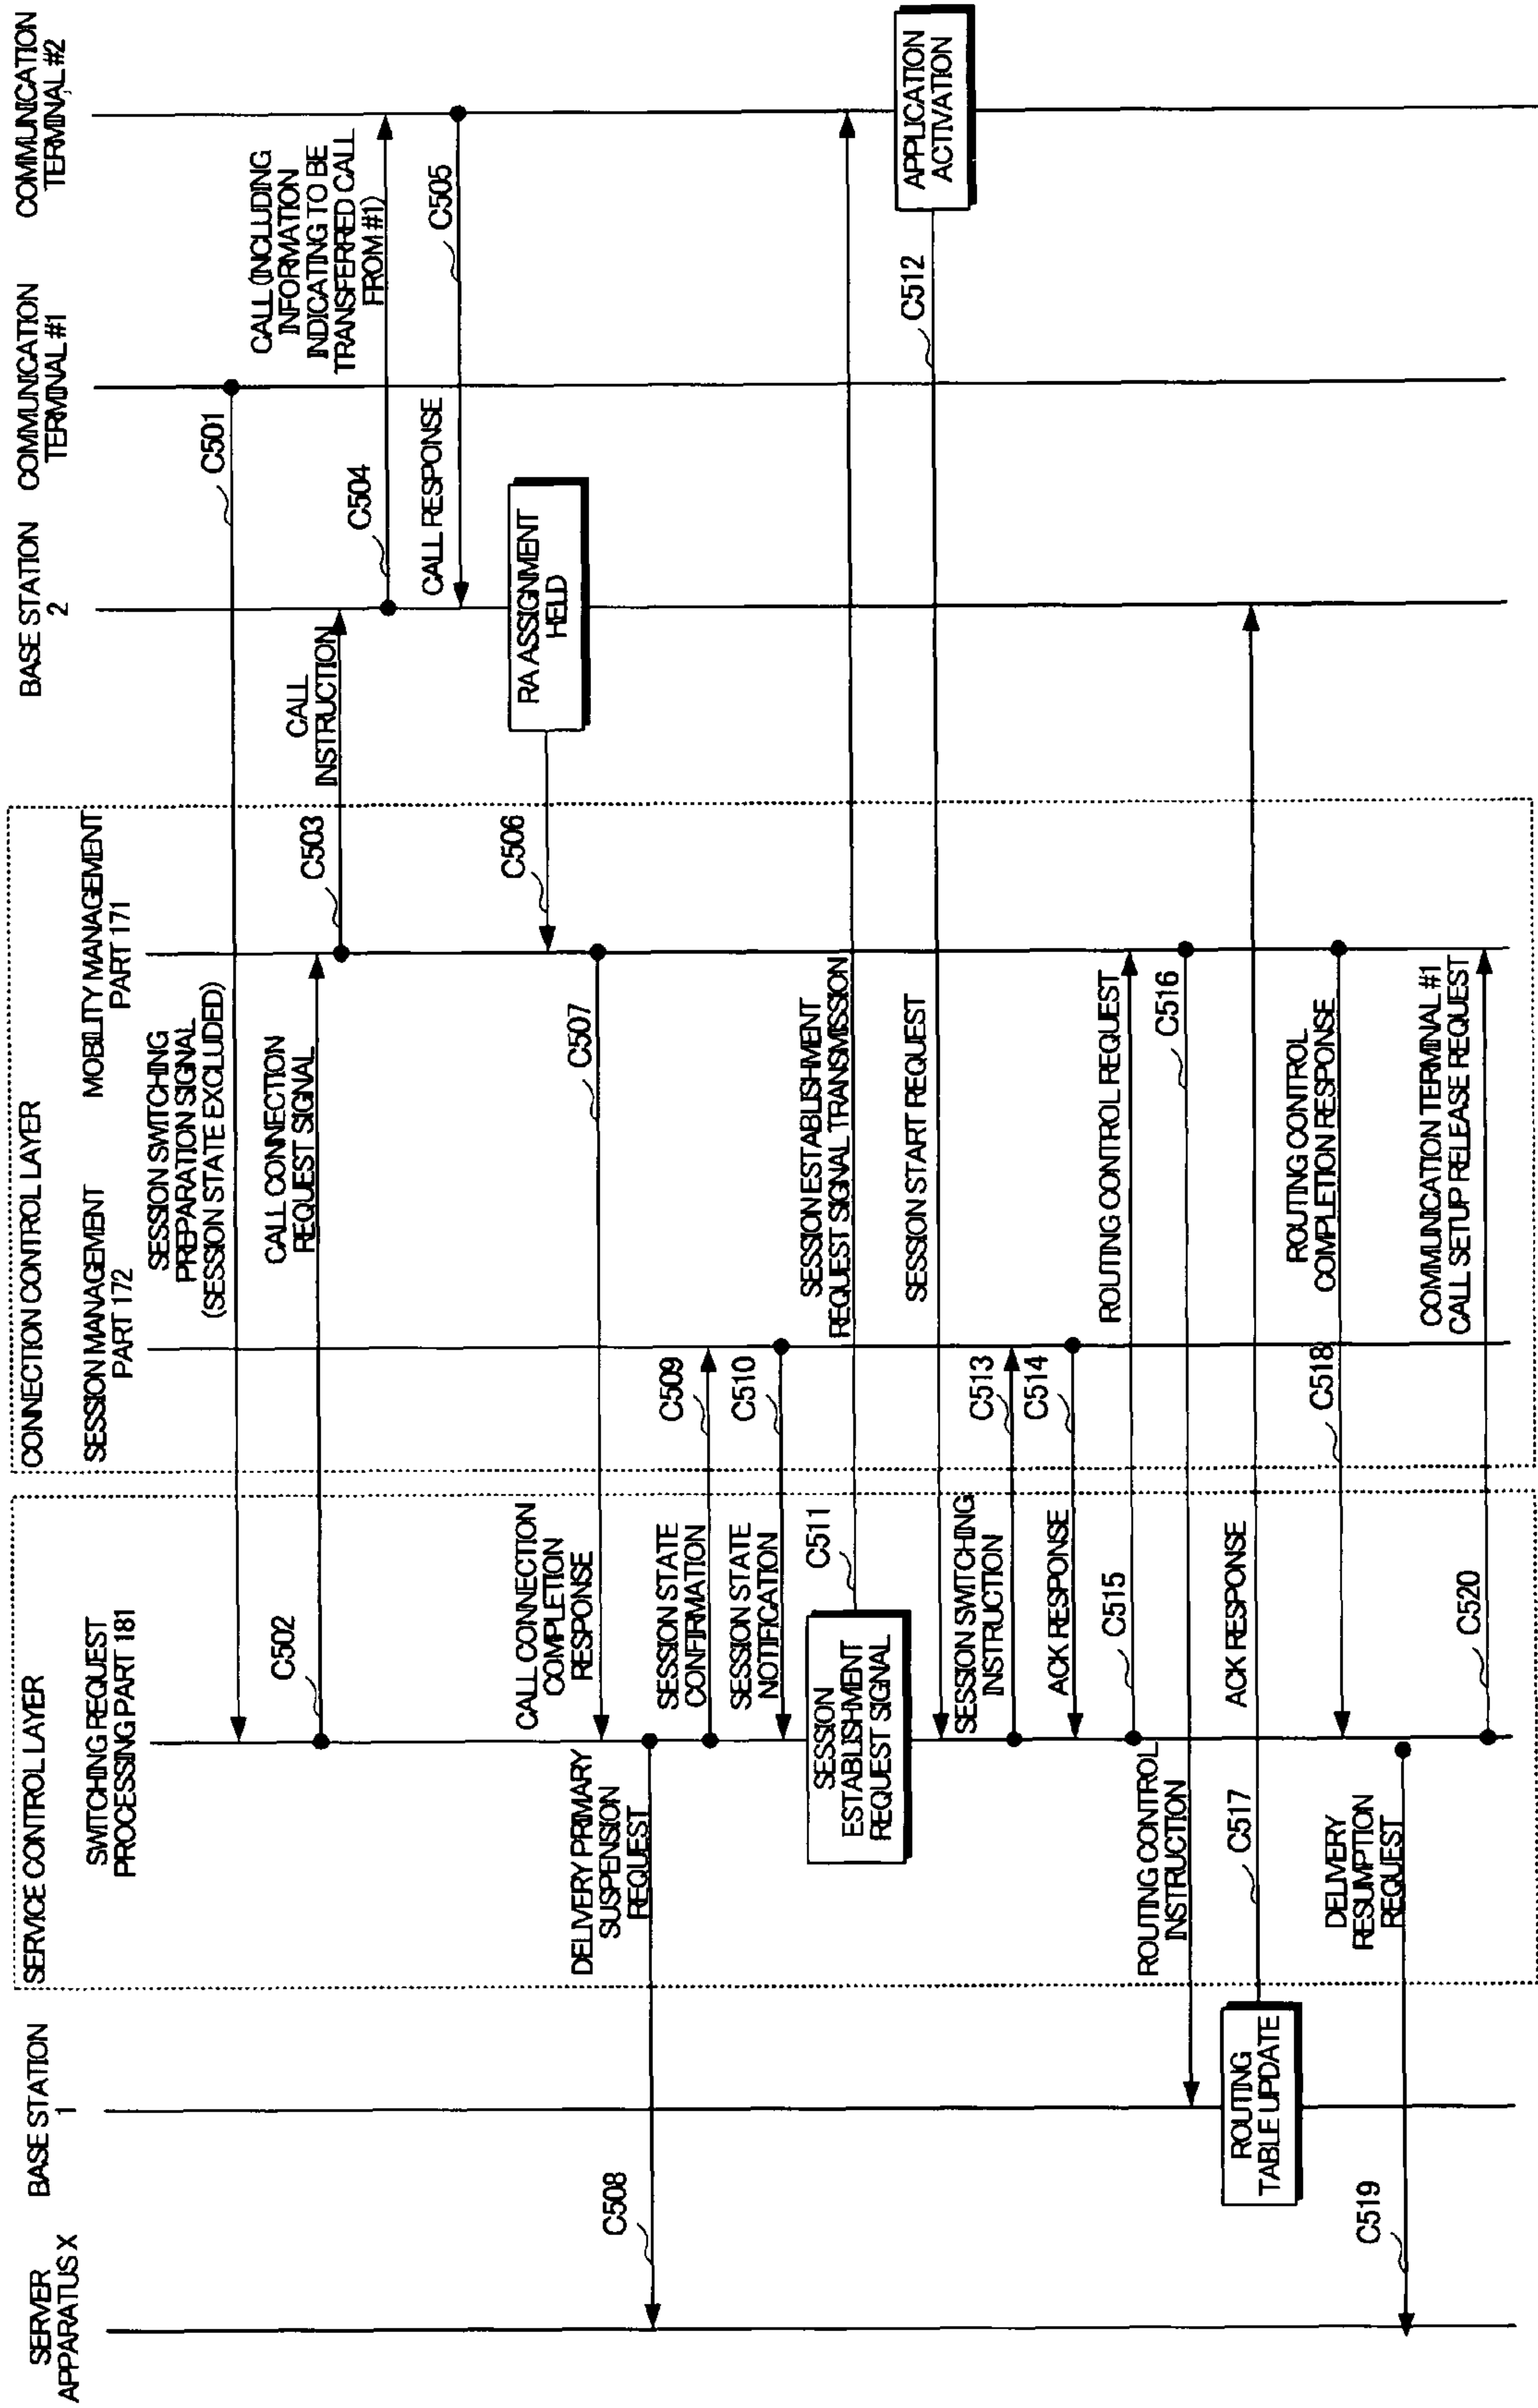 SERVER
APPARATUS X
BASE STATION
1
SERVICE CONTROL LAYER
SWITCHING REQUEST
PROCESSING PART 181
CONNECTION CONTROL LAYER
SESSION MANAGEMENT
PART 172
MOBILITY MANAGEMENT
PART 171
BASE STATION
2
COMMUNICATION
TERMINAL #1
COMMUNICATION
TERMINAL #2
SESSION SWITCHING
PREPARATION SIGNAL
(SESSION STATE EXCLUDED)
C501
C502
CALL CONNECTION
REQUEST SIGNAL
C503
CALL
INSTRUCTION
C504
CALL (INCLUDING
INFORMATION
INDICATING TO BE
TRANSFERRED CALL
FROM #1)
CALL RESPONSE
C505
RA ASSIGNMENT
HELD
C506
CALL CONNECTION
COMPLETION
RESPONSE
C507
C508
DELIVERY PRIMARY
SUSPENSION
REQUEST
SESSION STATE
CONFIRMATION
C509
SESSION STATE
NOTIFICATION
C510
SESSION
ESTABLISHMENT
REQUEST SIGNAL
C511
SESSION ESTABLISHMENT
REQUEST SIGNAL TRANSMISSION
APPLICATION
ACTIVATION
SESSION START REQUEST
C512
SESSION SWITCHING
INSTRUCTION
C513
ACK RESPONSE
C514
C515
ROUTING CONTROL REQUEST
ROUTING CONTROL
INSTRUCTION
C516
ROUTING
TABLE UPDATE
C517
ACK RESPONSE
C518
ROUTING CONTROL
COMPLETION RESPONSE
C519
DELIVERY
RESUMPTION
REQUEST
C520
COMMUNICATION TERMINAL #1
CALL SETUP RELEASE REQUEST